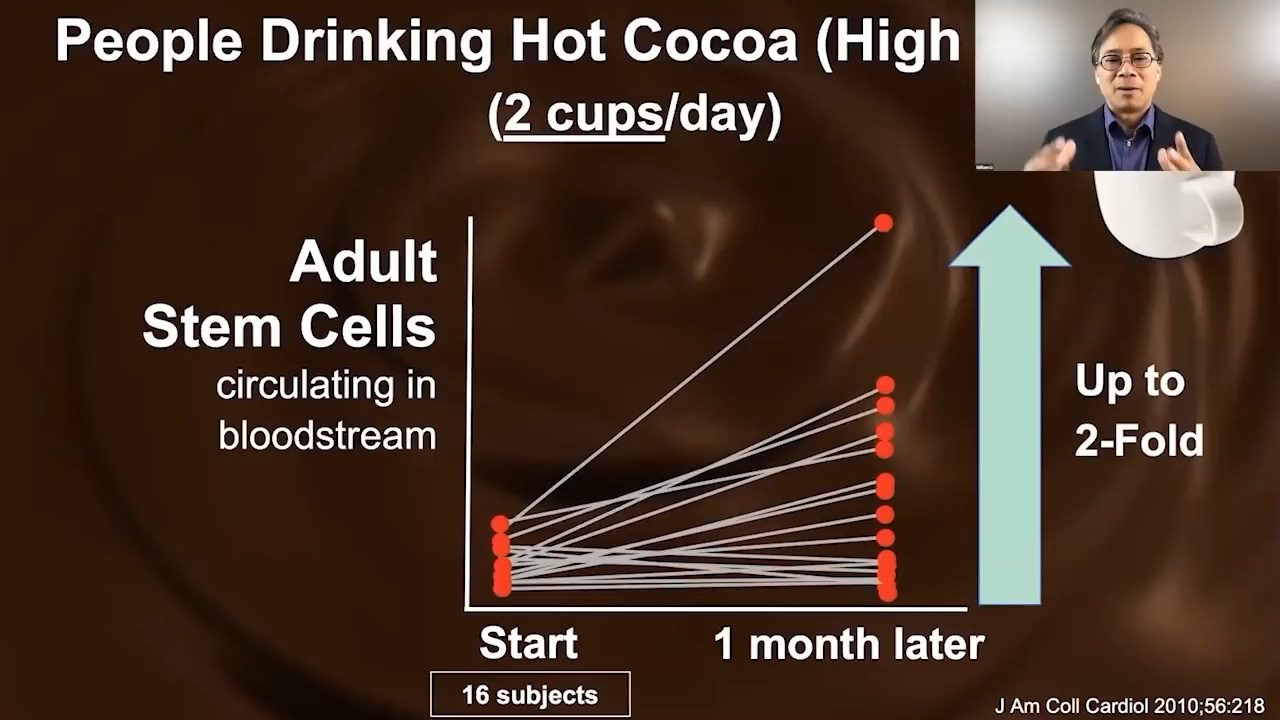 People Drinking Hot Cocoa (High
(2 cups/day)
Adult
Stem Cells
circulating in
bloodstream
Up to
2-Fold
Start
1 month later
16 subjects
J Am Coll Cardiol 2010;56:218